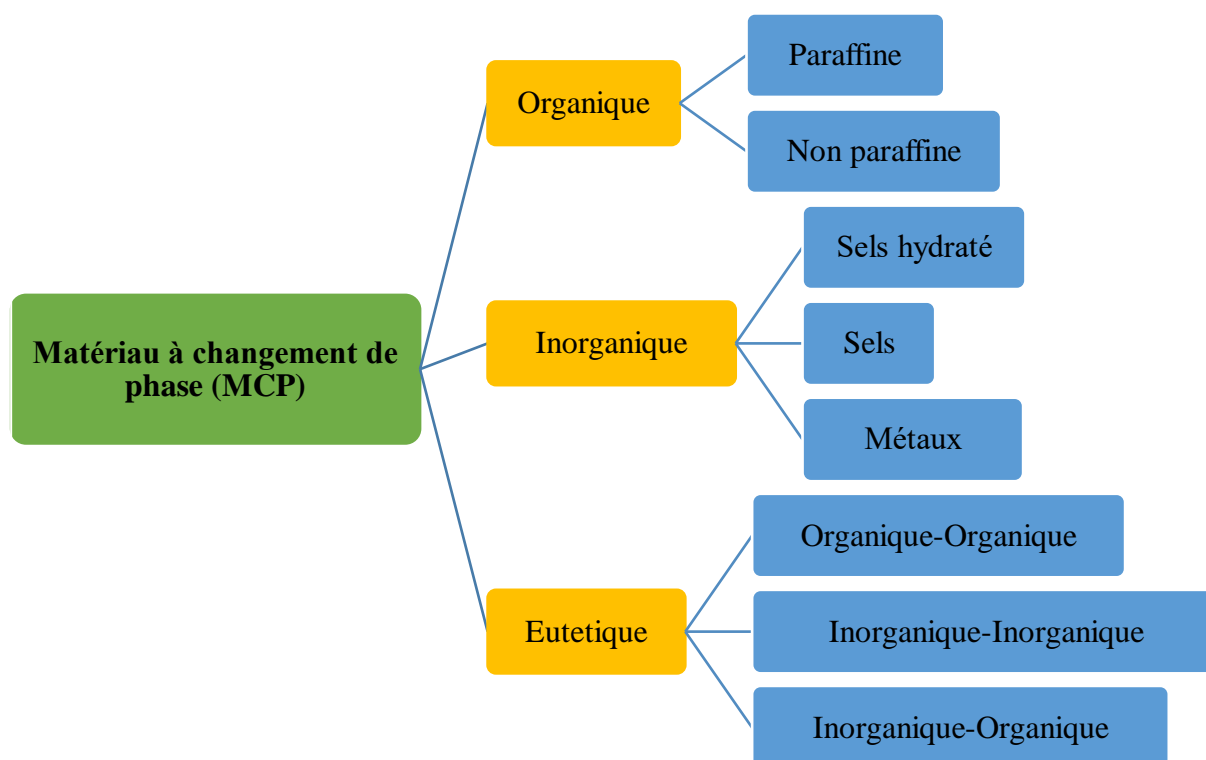 Matériau à changement de
phase (MCP)
Organique
Paraffine
Non paraffine
Inorganique
Sels hydraté
Sels
Métaux
Eutetique
Organique-Organique
Inorganique-Inorganique
Inorganique-Organique